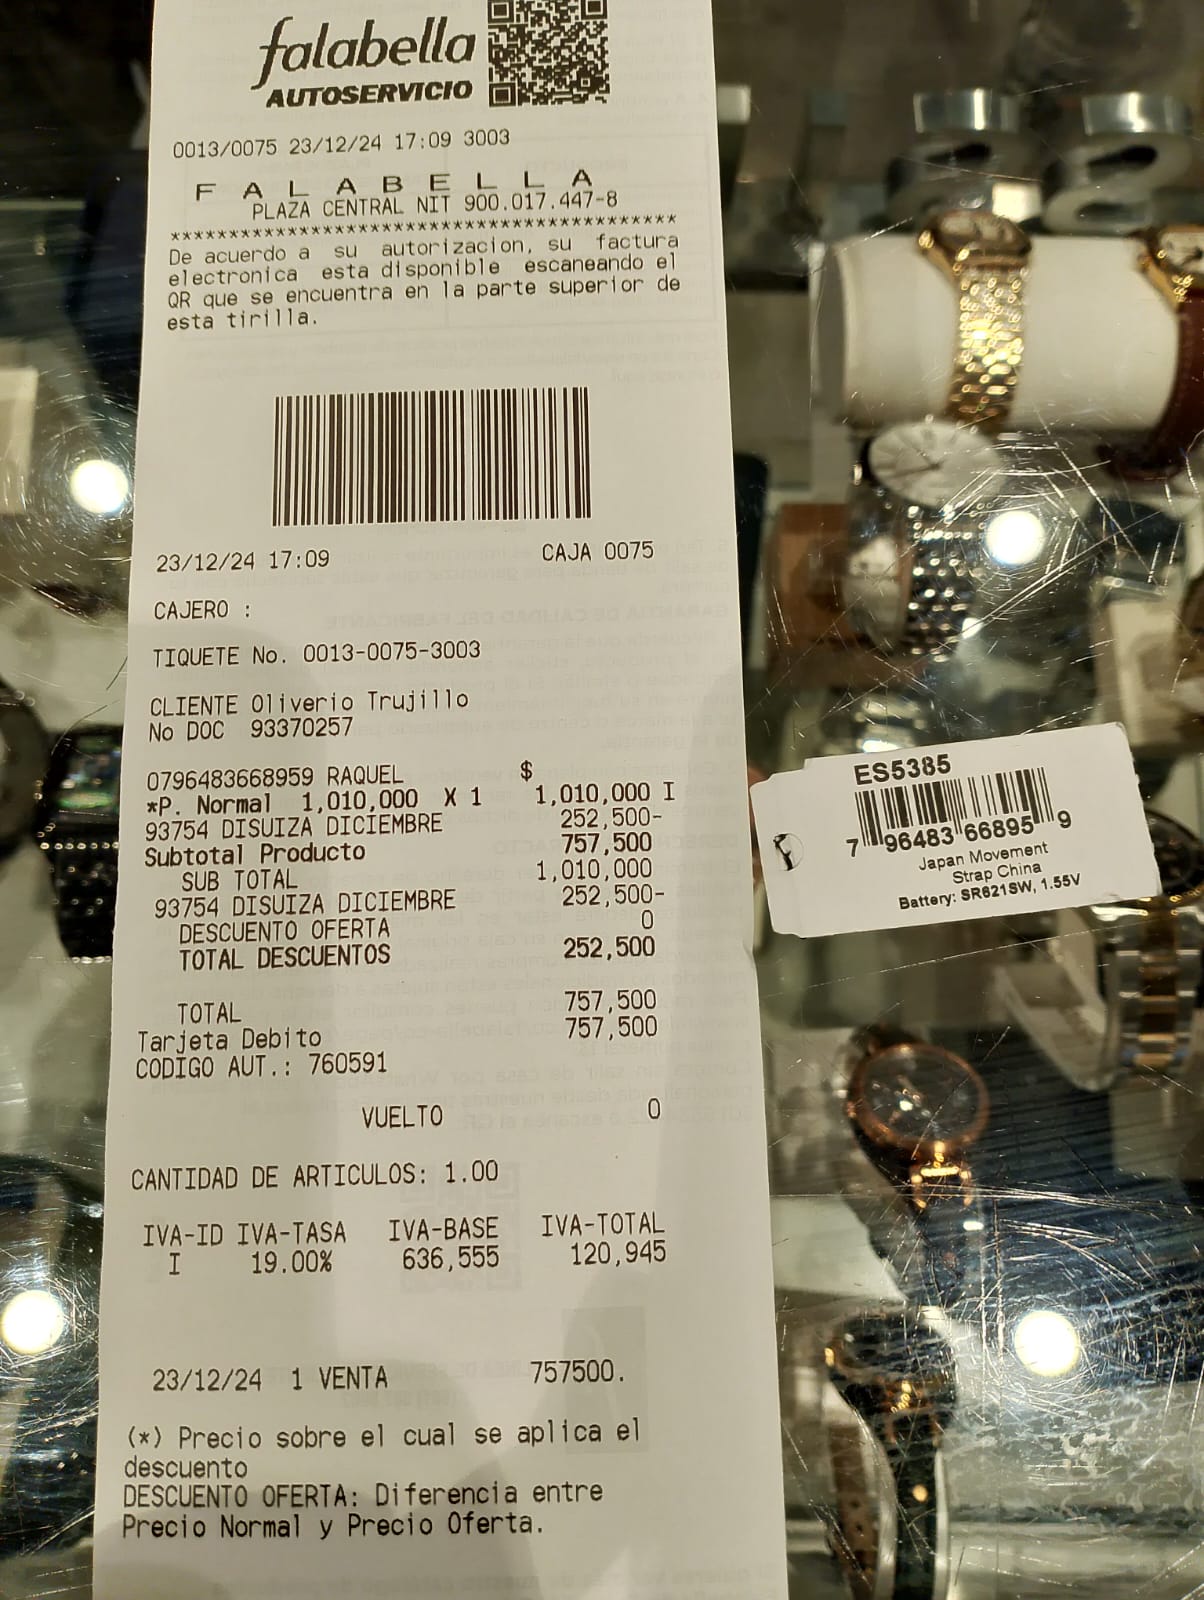 falabella
AUTOSERVICIO
0013/0075 23/12/24 17:09 3003
F A L A B E L L A
PLAZA CENTRAL NIT 900.017.447-8
******************************************
De acuerdo a su autorizacion, su factura
electronica esta disponible escaneando el
QR que se encuentra en la parte superior de
esta tirilla.
23/12/24 17:09 CAJA 0075
CAJERO :
TIQUETE No. 0013-0075-3003
CLIENTE Oliverio Trujillo
No DOC 93370257
0796483668959 RAQUEL $
*P. Normal 1,010,000 X 1 1,010,000 I
93754 DISUIZA DICIEMBRE 252,500-
Subtotal Producto 757,500
SUB TOTAL 1,010,000
93754 DISUIZA DICIEMBRE 252,500-
DESCUENTO OFERTA 0
TOTAL DESCUENTOS 252,500
TOTAL 757,500
Tarjeta Debito 757,500
CODIGO AUT.: 760591
VUELTO 0
CANTIDAD DE ARTICULOS: 1.00
IVA-ID IVA-TASA IVA-BASE IVA-TOTAL
I 19.00% 636,555 120,945
23/12/24 1 VENTA 757500.
(*) Precio sobre el cual se aplica el
descuento
DESCUENTO OFERTA: Diferencia entre
Precio Normal y Precio Oferta.
ES5385
7 96483 66895 9
Japan Movement
Strap China
Battery: SR621SW, 1.55V